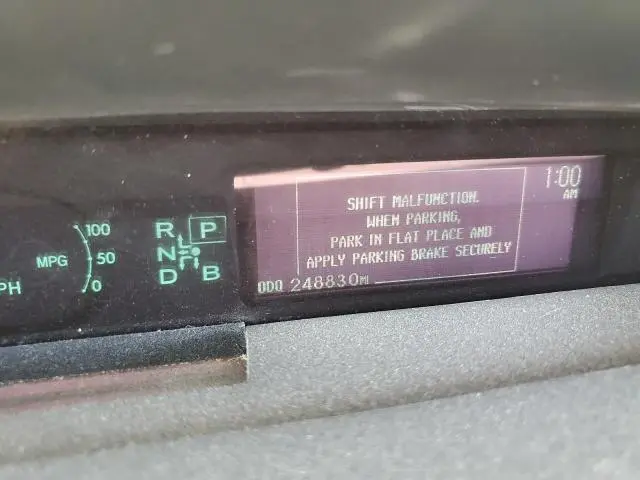 1:00
AM
SHIFT MALFUNCTION.
WHEN PARKING,
PARK IN FLAT PLACE AND
APPLY PARKING BRAKE SECURELY
ODO 248830MI
100
MPG 50
0
PH
R P
N
D B